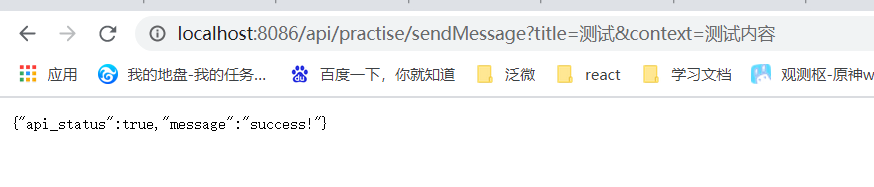 localhost:8086/api/practise/sendMessage?title=测试&context=测试内容
应用 我的地盘-我的任务... 百度一下，你就知道 泛微 react 学习文档 观测枢-原神w
{"api_status":true,"message":"success!"}